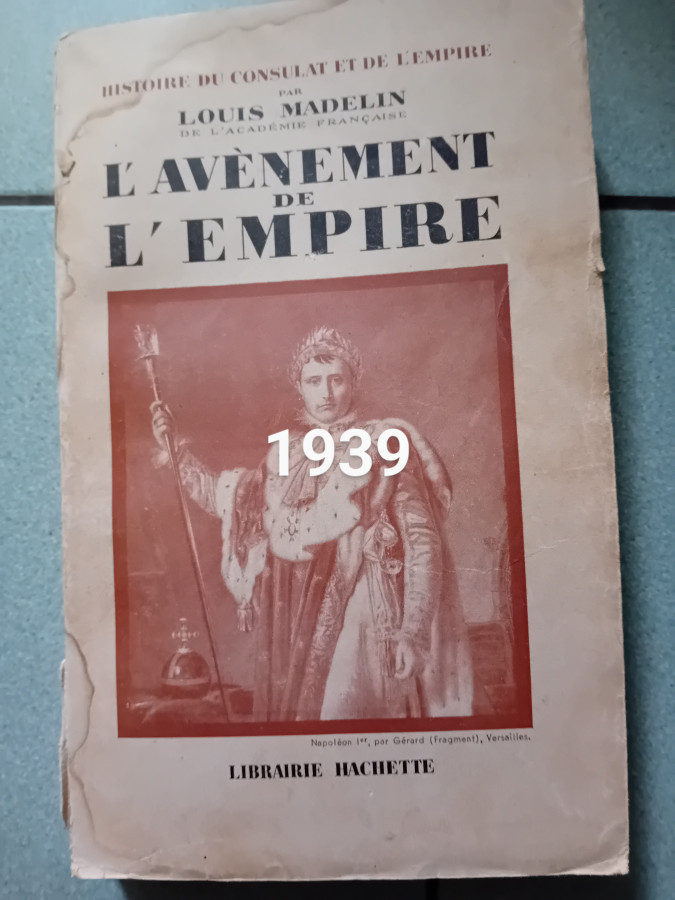 HISTOIRE DU CONSULAT ET DE L'EMPIRE
PAR
LOUIS MADELIN
DE L'ACADÉMIE FRANÇAISE
L'AVÈNEMENT
DE
L'EMPIRE
1939
Napoléon Iᵉʳ, par Gérard (Fragment), Versailles.
LIBRAIRIE HACHETTE